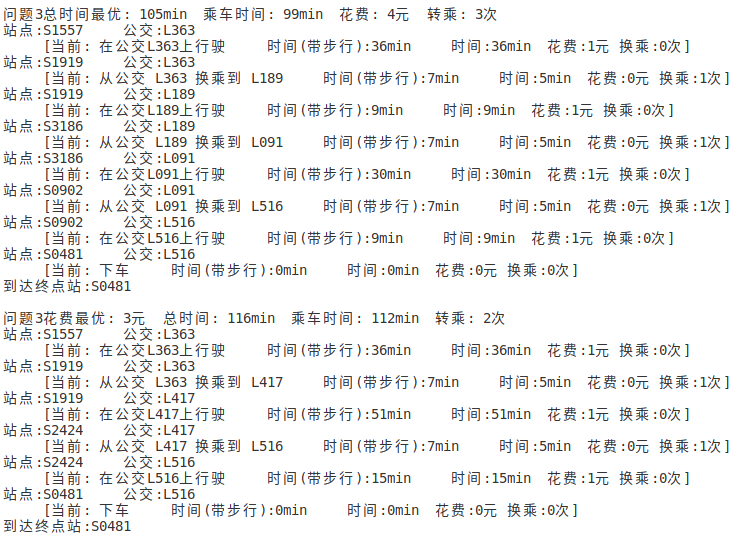 问题3总时间最优: 105min 乘车时间: 99min 花费: 4元 转乘: 3次
站点:S1557 公交:L363
[当前: 在公交L363上行驶 时间(带步行):36min 时间:36min 花费:1元 换乘:0次]
站点:S1919 公交:L363
[当前: 从公交 L363 换乘到 L189 时间(带步行):7min 时间:5min 花费:0元 换乘:1次]
站点:S1919 公交:L189
[当前: 在公交L189上行驶 时间(带步行):9min 时间:9min 花费:1元 换乘:0次]
站点:S3186 公交:L189
[当前: 从公交 L189 换乘到 L091 时间(带步行):7min 时间:5min 花费:0元 换乘:1次]
站点:S3186 公交:L091
[当前: 在公交L091上行驶 时间(带步行):30min 时间:30min 花费:1元 换乘:0次]
站点:S0902 公交:L091
[当前: 从公交 L091 换乘到 L516 时间(带步行):7min 时间:5min 花费:0元 换乘:1次]
站点:S0902 公交:L516
[当前: 在公交L516上行驶 时间(带步行):9min 时间:9min 花费:1元 换乘:0次]
站点:S0481 公交:L516
[当前: 下车 时间(带步行):0min 时间:0min 花费:0元 换乘:0次]
到达终点站:S0481
问题3花费最优: 3元 总时间: 116min 乘车时间: 112min 转乘: 2次
站点:S1557 公交:L363
[当前: 在公交L363上行驶 时间(带步行):36min 时间:36min 花费:1元 换乘:0次]
站点:S1919 公交:L363
[当前: 从公交 L363 换乘到 L417 时间(带步行):7min 时间:5min 花费:0元 换乘:1次]
站点:S1919 公交:L417
[当前: 在公交L417上行驶 时间(带步行):51min 时间:51min 花费:1元 换乘:0次]
站点:S2424 公交:L417
[当前: 从公交 L417 换乘到 L516 时间(带步行):7min 时间:5min 花费:0元 换乘:1次]
站点:S2424 公交:L516
[当前: 在公交L516上行驶 时间(带步行):15min 时间:15min 花费:1元 换乘:0次]
站点:S0481 公交:L516
[当前: 下车 时间(带步行):0min 时间:0min 花费:0元 换乘:0次]
到达终点站:S0481